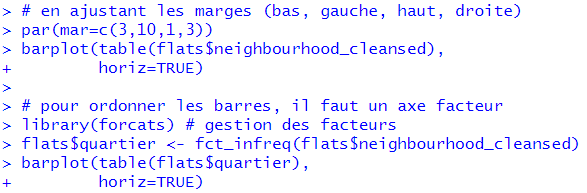 > # en ajustant les marges (bas, gauche, haut, droite)
> par(mar=c(3,10,1,3))
> barplot(table(flats$neighbourhood_cleansed),
+         horiz=TRUE)
>
> # pour ordonner les barres, il faut un axe facteur
> library(forcats) # gestion des facteurs
> flats$quartier <- fct_infreq(flats$neighbourhood_cleansed)
> barplot(table(flats$quartier),
+         horiz=TRUE)